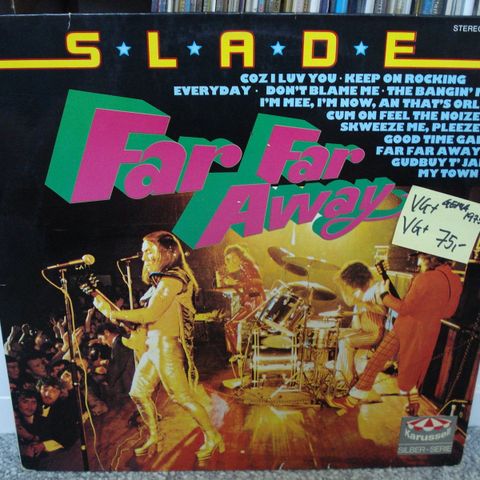 STEREO
S★L★A★D★E
COZ I LUV YOU · KEEP ON ROCKING
EVERYDAY · DON'T BLAME ME · THE BANGIN'
I'M MEE, I'M NOW, AN THAT'S ORL
CUM ON FEEL THE NOIZE
SKWEEZE ME, PLEEZE
GOOD TIME GA
FAR FAR AWAY
GUDBUY T' JA
MY TOWN
Far Far
Away
VG+
VG+ 75,-
Karussell
SILBER-SERIE